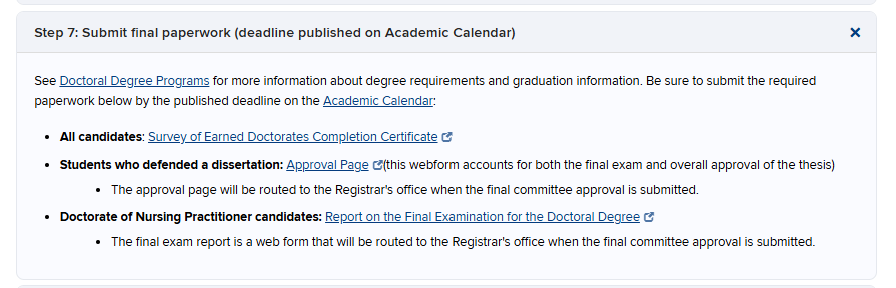 Step 7: Submit final paperwork (deadline published on Academic Calendar)
See Doctoral Degree Programs for more information about degree requirements and graduation information. Be sure to submit the required
paperwork below by the published deadline on the Academic Calendar:
All candidates: Survey of Earned Doctorates Completion Certificate
Students who defended a dissertation: Approval Page (this webform accounts for both the final exam and overall approval of the thesis)
The approval page will be routed to the Registrar's office when the final committee approval is submitted.
Doctorate of Nursing Practitioner candidates: Report on the Final Examination for the Doctoral Degree
The final exam report is a web form that will be routed to the Registrar's office when the final committee approval is submitted.